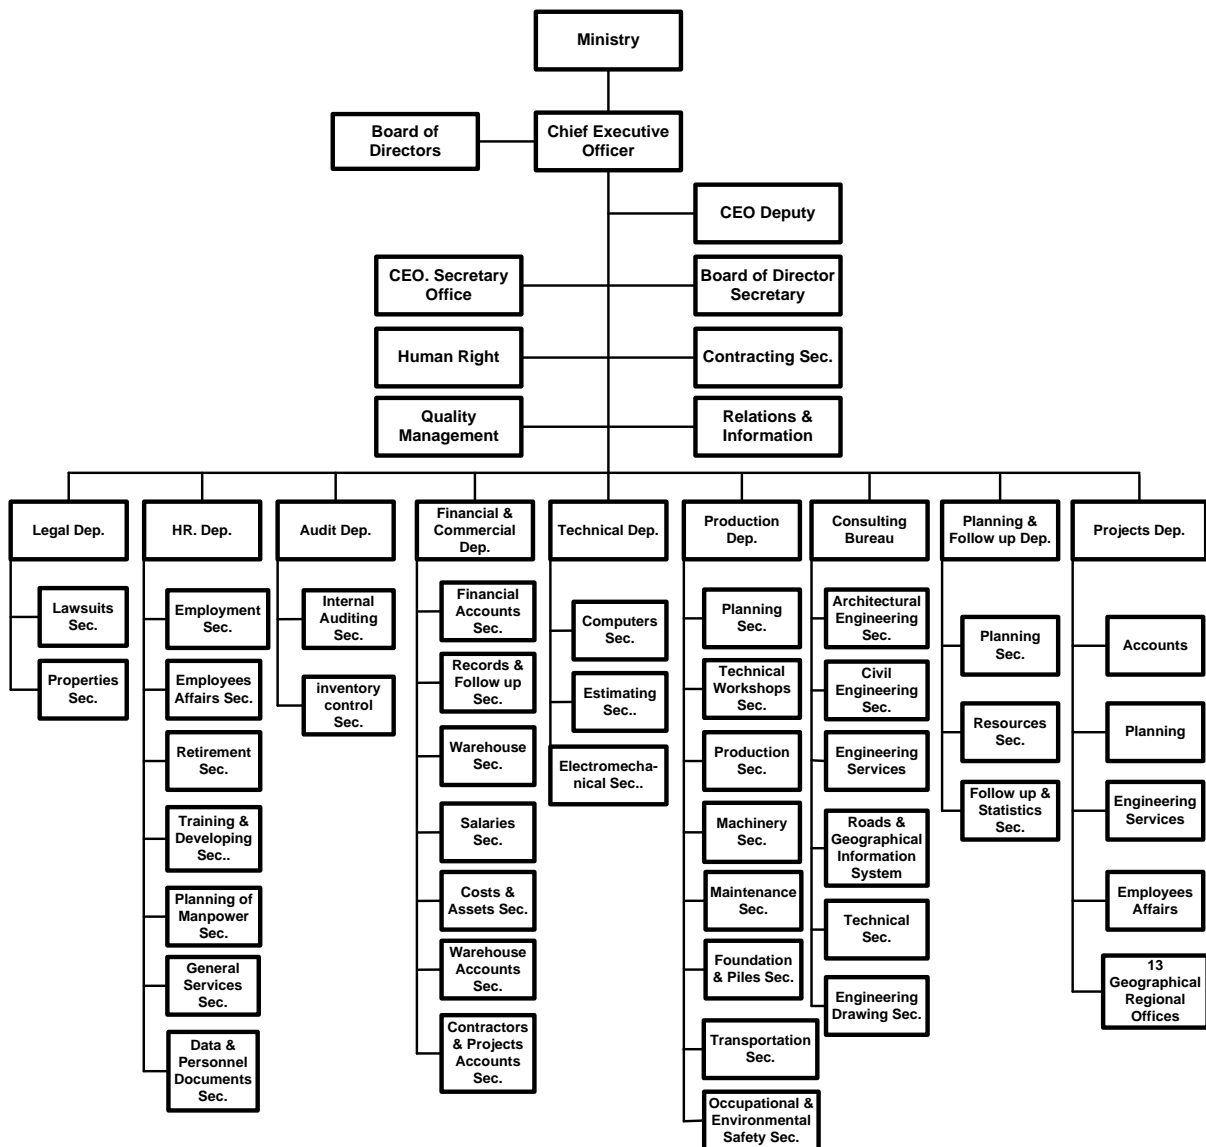 Ministry
Board of
Directors
Chief Executive
Officer
CEO Deputy
CEO. Secretary
Office
Board of Director
Secretary
Human Right
Contracting Sec.
Quality
Management
Relations &
Information
Legal Dep.
HR. Dep.
Audit Dep.
Financial &
Commercial
Dep.
Technical Dep.
Production
Dep.
Consulting
Bureau
Planning &
Follow up Dep.
Projects Dep.
Lawsuits
Sec.
Properties
Sec.
Employment
Sec.
Employees
Affairs Sec.
Retirement
Sec.
Training &
Developing
Sec..
Planning of
Manpower
Sec.
General
Services
Sec.
Data &
Personnel
Documents
Sec.
Internal
Auditing
Sec.
inventory
control
Sec.
Financial
Accounts
Sec.
Records &
Follow up
Sec.
Warehouse
Sec.
Salaries
Sec.
Costs &
Assets Sec.
Warehouse
Accounts
Sec.
Contractors
& Projects
Accounts
Sec.
Computers
Sec.
Estimating
Sec..
Electromecha-
nical Sec..
Planning
Sec.
Technical
Workshops
Sec.
Production
Sec.
Machinery
Sec.
Maintenance
Sec.
Foundation
& Piles Sec.
Transportation
Sec.
Occupational &
Environmental
Safety Sec.
Architectural
Engineering
Sec.
Civil
Engineering
Sec.
Engineering
Services
Roads &
Geographical
Information
System
Technical
Sec.
Engineering
Drawing Sec.
Planning
Sec.
Resources
Sec.
Follow up &
Statistics
Sec.
Accounts
Planning
Engineering
Services
Employees
Affairs
13
Geographical
Regional
Offices